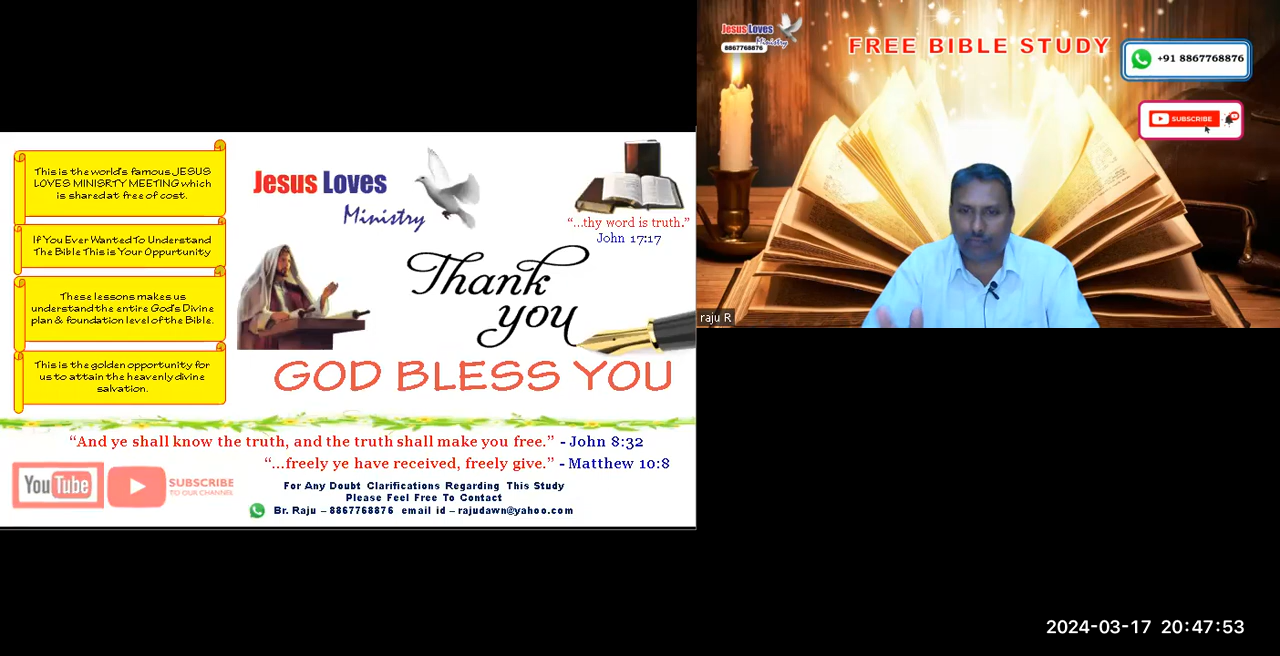 This is the world's famous JESUS
LOVES MINISRTY MEETING which
is shared at free of cost.
If You Ever Wanted To Understand
The Bible This is Your Oppurtunity
These lessons makes us
understand the entire God's Divine
plan & foundation level of the Bible.
This is the golden opportunity for
us to attain the heavenly divine
salvation.
Jesus Loves
Ministry
“...thy word is truth.”
John 17:17
Thank
you
GOD BLESS YOU
“And ye shall know the truth, and the truth shall make you free.” - John 8:32
“...freely ye have received, freely give.” - Matthew 10:8
YouTube
SUBSCRIBE
TO OUR CHANNEL
For Any Doubt Clarifications Regarding This Study
Please Feel Free To Contact
Br. Raju – 8867768876 email id – rajudawn@yahoo.com
Jesus Loves
Ministry
8867768876
FREE BIBLE STUDY
+91 8867768876
SUBSCRIBE
raju R
2024-03-17 20:47:53